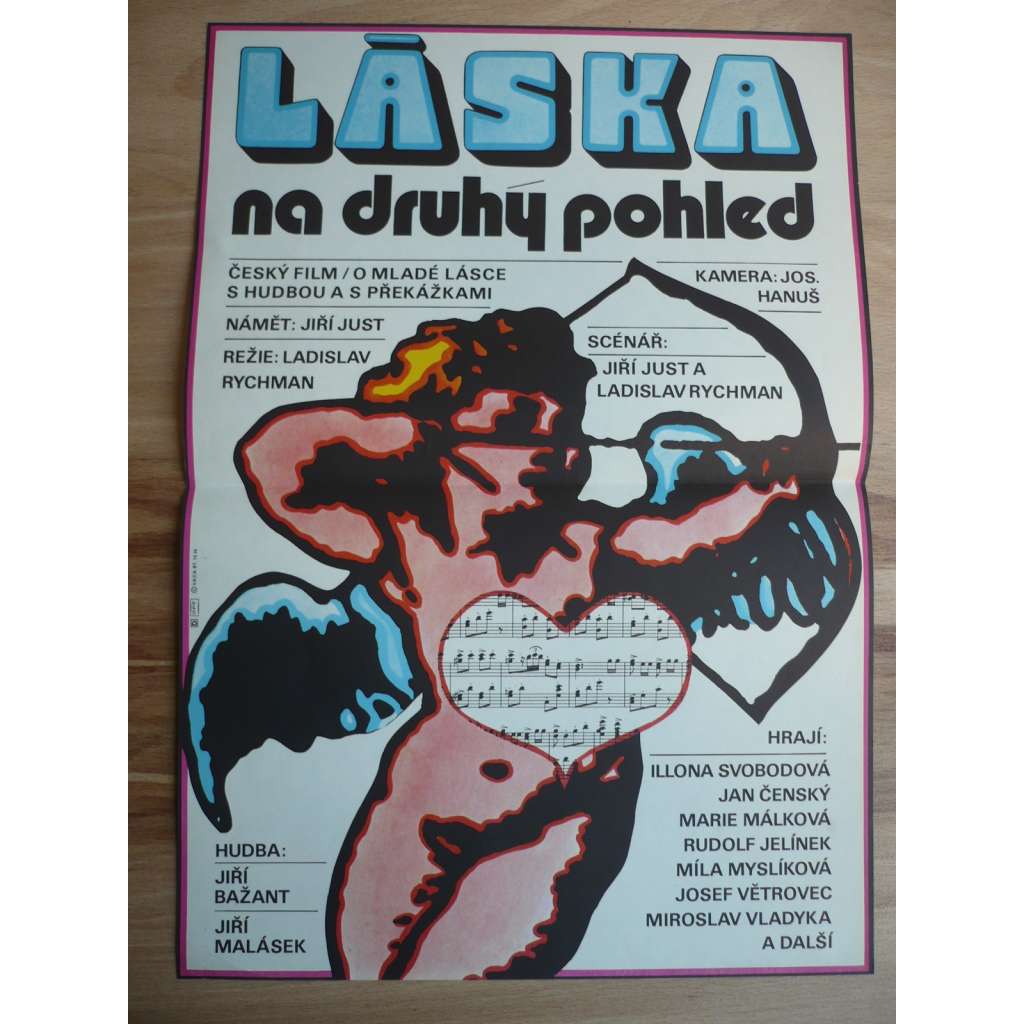 LÁSKA
na druhý pohled
ČESKÝ FILM / O MLADÉ LÁSCE
S HUDBOU A S PŘEKÁŽKAMI
NÁMĚT: JIŘÍ JUST
REŽIE: LADISLAV
RYCHMAN
KAMERA: JOS.
HANUŠ
SCÉNÁŘ:
JIŘÍ JUST A
LADISLAV RYCHMAN
HRAJÍ:
ILLONA SVOBODOVÁ
JAN ČENSKÝ
MARIE MÁLKOVÁ
RUDOLF JELÍNEK
MÍLA MYSLÍKOVÁ
JOSEF VĚTROVEC
MIROSLAV VLADYKA
A DALŠÍ
HUDBA:
JIŘÍ
BAŽANT
JIŘÍ
MALÁSEK